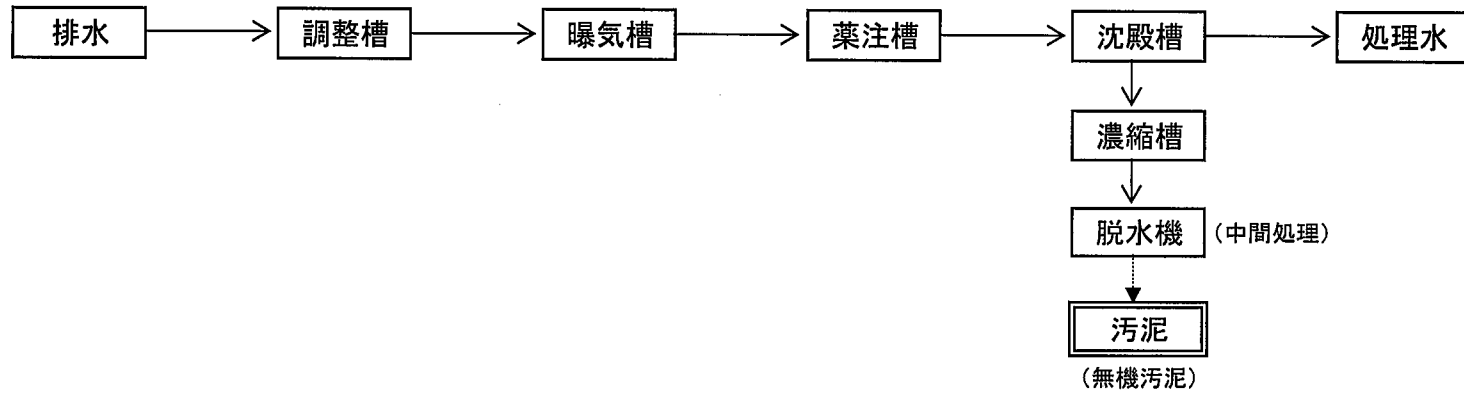 排水
調整槽
曝気槽
薬注槽
沈殿槽
処理水
濃縮槽
脱水機
(中間処理)
汚泥
(無機汚泥)